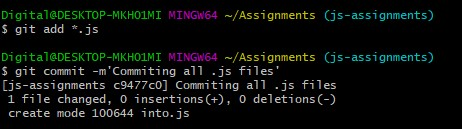 Digital@DESKTOP-MKHO1MI MINGW64 ~/Assignments (js-assignments)
$ git add *.js
Digital@DESKTOP-MKHO1MI MINGW64 ~/Assignments (js-assignments)
$ git commit -m'Commiting all .js files'
[js-assignments c9477c0] Commiting all .js files
 1 file changed, 0 insertions(+), 0 deletions(-)
 create mode 100644 into.js